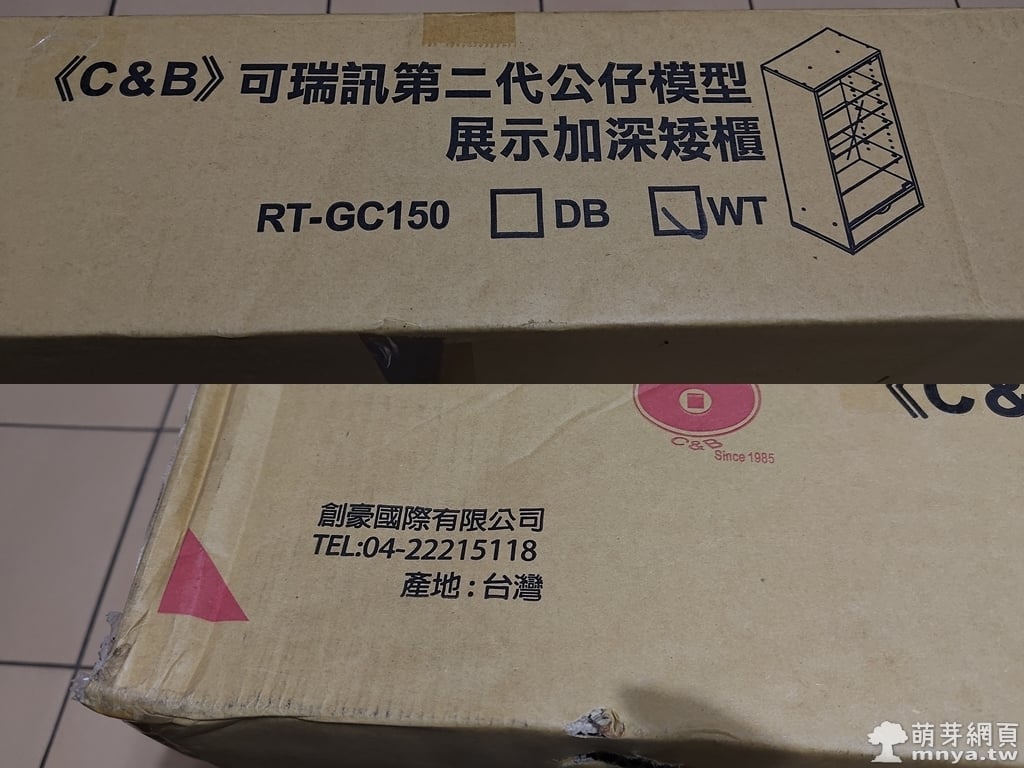 《C&B》可瑞訊第二代公仔模型
展示加深矮櫃
RT-GC150 DB WT
《C&
C&B
Since 1985
創豪國際有限公司
TEL:04-22215118
產地:台灣
萌芽網頁
mnya.tw